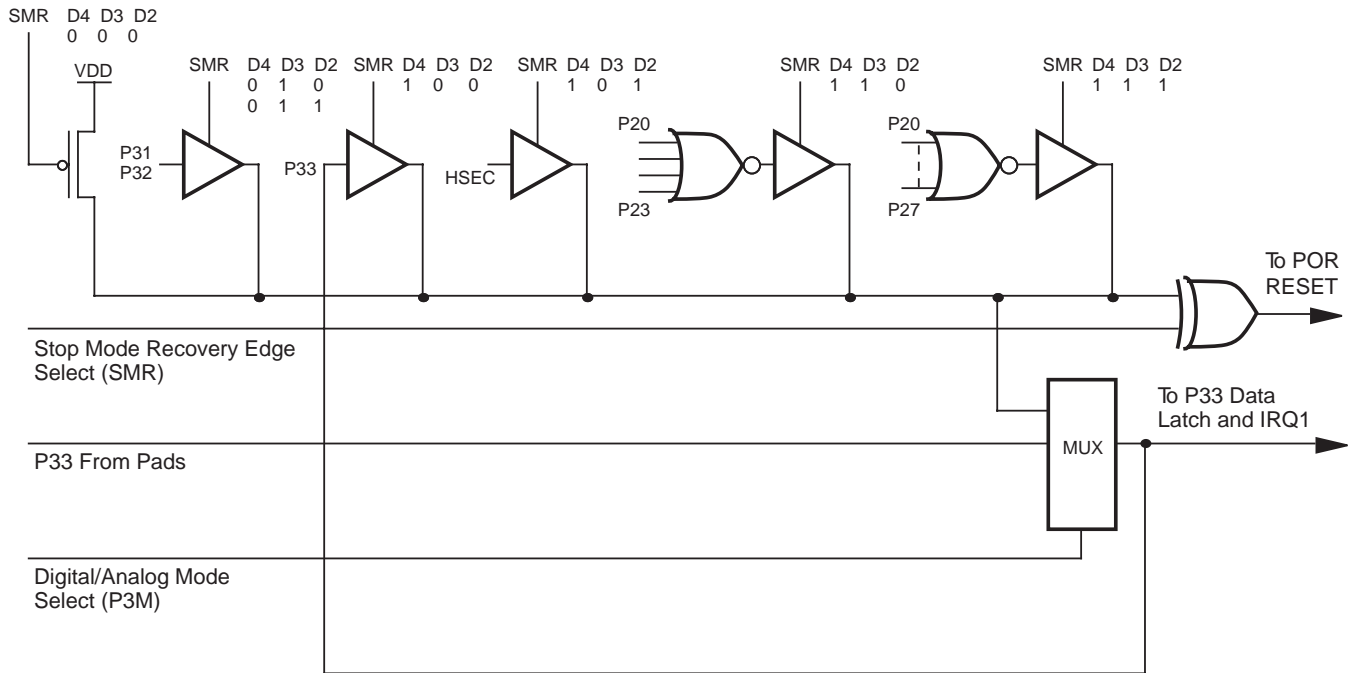 SMR D4 D3 D2
0 0 0
VDD
SMR D4 D3 D2
0 1 0
0 1 1
SMR D4 D3 D2
1 0 0
SMR D4 D3 D2
1 0 1
SMR D4 D3 D2
1 1 0
SMR D4 D3 D2
1 1 1
P31
P32
P33
HSEC
P20
P23
P20
P27
To POR
RESET
Stop Mode Recovery Edge
Select (SMR)
To P33 Data
Latch and IRQ1
MUX
P33 From Pads
Digital/Analog Mode
Select (P3M)